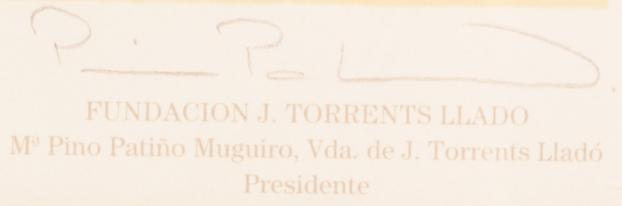 FUNDACION J. TORRENTS LLADO
Mª Pino Patiño Muguiro, Vda. de J. Torrents Lladó
Presidente